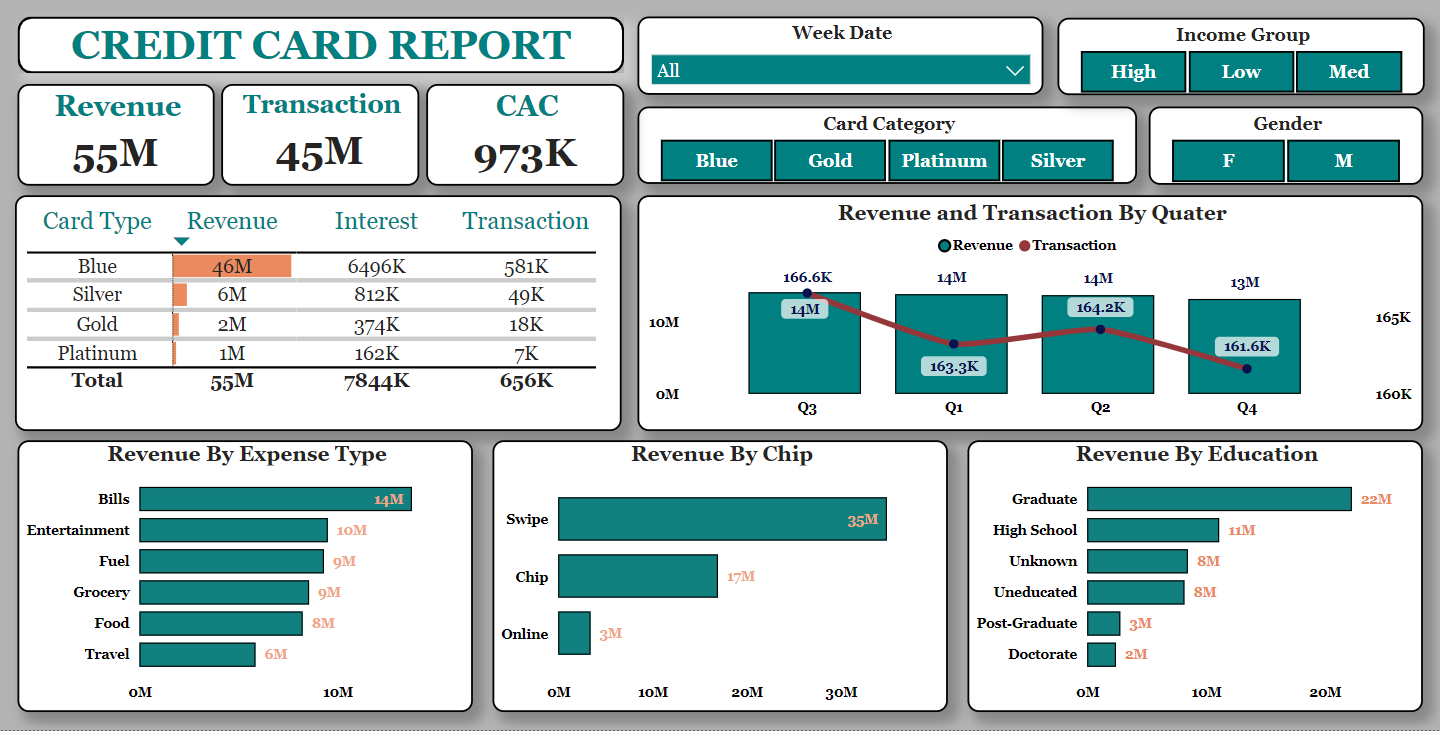 CREDIT CARD REPORT
Week Date
All
Income Group
High Low Med
Revenue
55M
Transaction
45M
CAC
973K
Card Category
Blue Gold Platinum Silver
Gender
F M
Card Type Revenue Interest Transaction
Blue 46M 6496K 581K
Silver 6M 812K 49K
Gold 2M 374K 18K
Platinum 1M 162K 7K
Total 55M 7844K 656K
Revenue and Transaction By Quater
Revenue Transaction
166.6K 14M 14M 13M
14M 163.3K 164.2K 161.6K
10M
0M
165K
160K
Q3 Q1 Q2 Q4
Revenue By Expense Type
Bills 14M
Entertainment 10M
Fuel 9M
Grocery 9M
Food 8M
Travel 6M
0M 10M
Revenue By Chip
Swipe 35M
Chip 17M
Online 3M
0M 10M 20M 30M
Revenue By Education
Graduate 22M
High School 11M
Unknown 8M
Uneducated 8M
Post-Graduate 3M
Doctorate 2M
0M 10M 20M